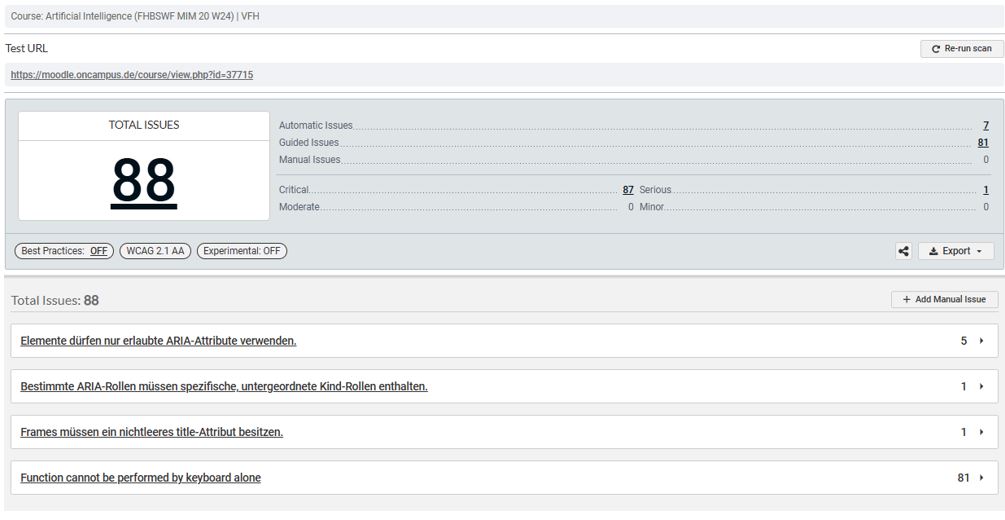 Course: Artificial Intelligence (FHBSWF MIM 20 W24) | VFH
Test URL
Re-run scan
https://moodle.oncampus.de/course/view.php?id=37715
TOTAL ISSUES
88
Automatic Issues 7
Guided Issues 81
Manual Issues 0
Critical 87 Serious 1
Moderate 0 Minor 0
Best Practices: OFF WCAG 2.1 AA Experimental: OFF Export
Total Issues: 88 + Add Manual Issue
Elemente dürfen nur erlaubte ARIA-Attribute verwenden. 5
Bestimmte ARIA-Rollen müssen spezifische, untergeordnete Kind-Rollen enthalten. 1
Frames müssen ein nichtleeres title-Attribut besitzen. 1
Function cannot be performed by keyboard alone 81